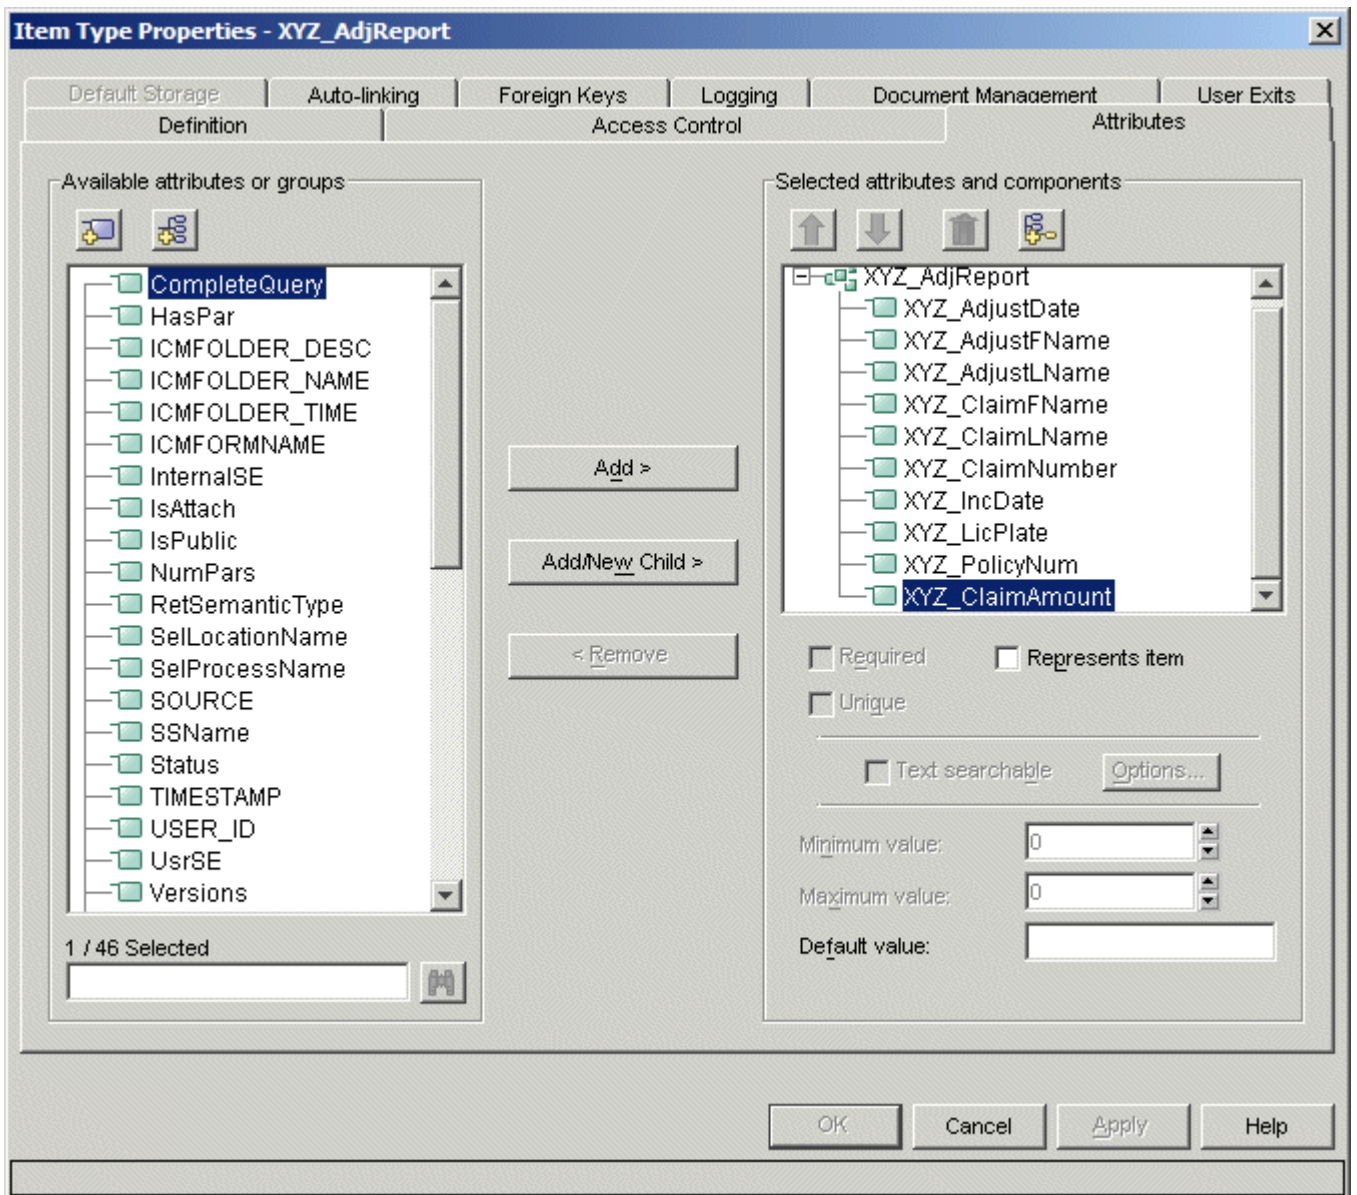 Item Type Properties - XYZ_AdjReport
Default Storage
Auto-linking
Foreign Keys
Logging
Document Management
User Exits
Definition
Access Control
Attributes
Available attributes or groups
CompleteQuery
HasPar
ICMFOLDER_DESC
ICMFOLDER_NAME
ICMFOLDER_TIME
ICMFORMNAME
InternalSE
IsAttach
IsPublic
NumPars
RetSemanticType
SelLocationName
SelProcessName
SOURCE
SSName
Status
TIMESTAMP
USER_ID
UsrSE
Versions
1 / 46 Selected
Add >
Add/New Child >
< Remove
Selected attributes and components
XYZ_AdjReport
XYZ_AdjustDate
XYZ_AdjustFName
XYZ_AdjustLName
XYZ_ClaimFName
XYZ_ClaimLName
XYZ_ClaimNumber
XYZ_IncDate
XYZ_LicPlate
XYZ_PolicyNum
XYZ_ClaimAmount
Required
Represents item
Unique
Text searchable
Options...
Minimum value:
0
Maximum value:
0
Default value:
OK
Cancel
Apply
Help